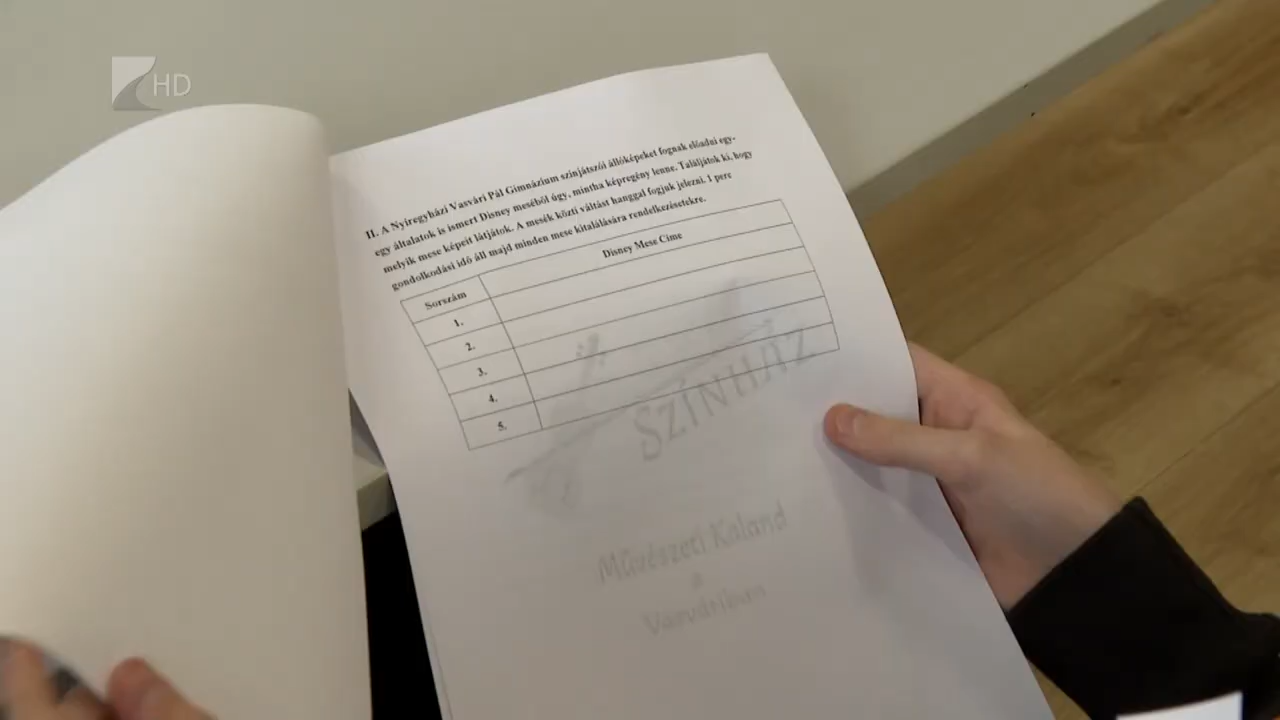 HD
II. A Nyíregyházi Vasvári Pál Gimnázium színjátszói állóképeket fognak előadni egy-
egy általatok is ismert Disney meséből úgy, mintha képregény lenne. Találjátok ki, hogy
melyik mese képeit látjátok. A mesék közti váltást hanggal fogjuk jelezni. 1 perc
gondolkodási idő áll majd minden mese kitalálására rendelkezésetekre.
Sorszám Disney Mese Címe
1.
2.
3.
4.
5.
SZÍNHÁZ
Művészeti Kaland
a
Vasváriban